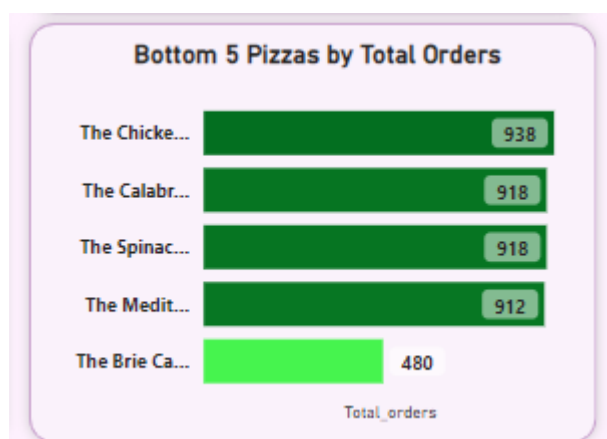 Bottom 5 Pizzas by Total Orders
The Chicke... 938
The Calabr... 918
The Spinac... 918
The Medit... 912
The Brie Ca... 480
Total_orders